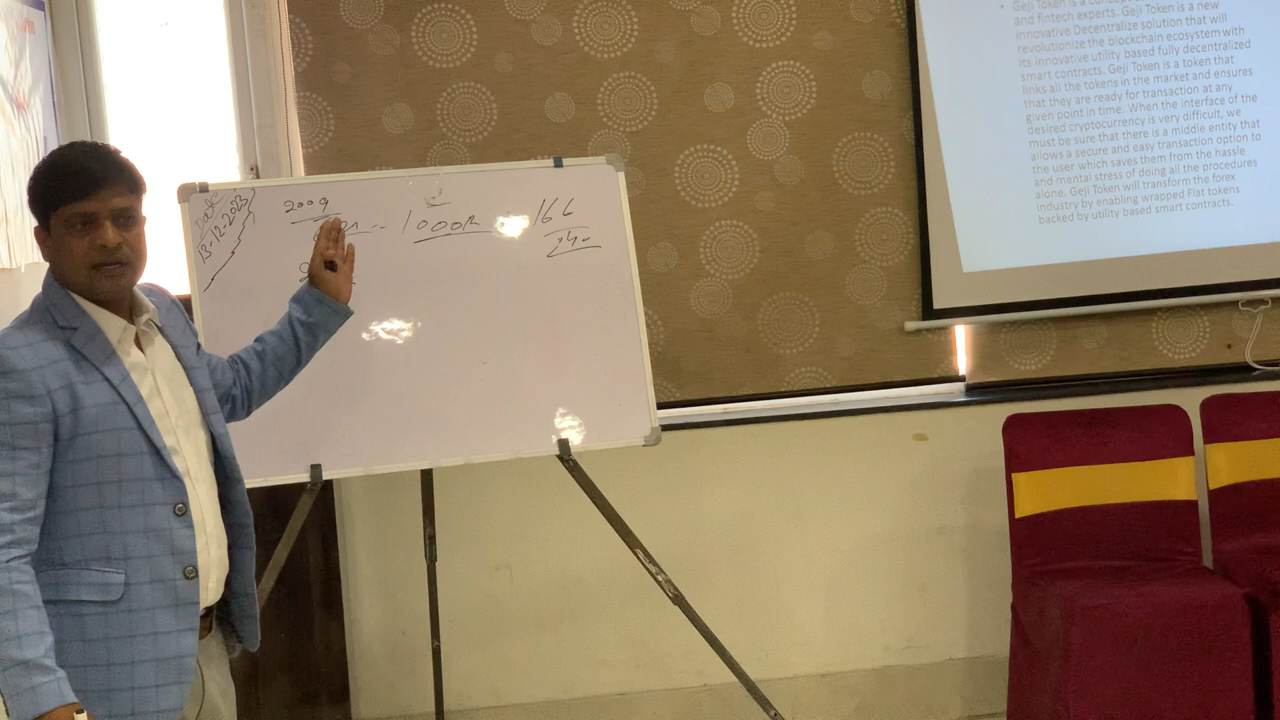 Date
13-12-2023
2009
1000R
166
Geji Token is a concept
and fintech experts. Geji Token is a new
innovative Decentralize solution that will
revolutionize the blockchain ecosystem with
its innovative utility based fully decentralized
smart contracts. Geji Token is a token that
links all the tokens in the market and ensures
that they are ready for transaction at any
given point in time. When the interface of the
desired cryptocurrency is very difficult, we
must be sure that there is a middle entity that
allows a secure and easy transaction option to
the user which saves them from the hassle
and mental stress of doing all the procedures
alone. Geji Token will transform the forex
industry by enabling wrapped Fiat tokens
backed by utility based smart contracts.